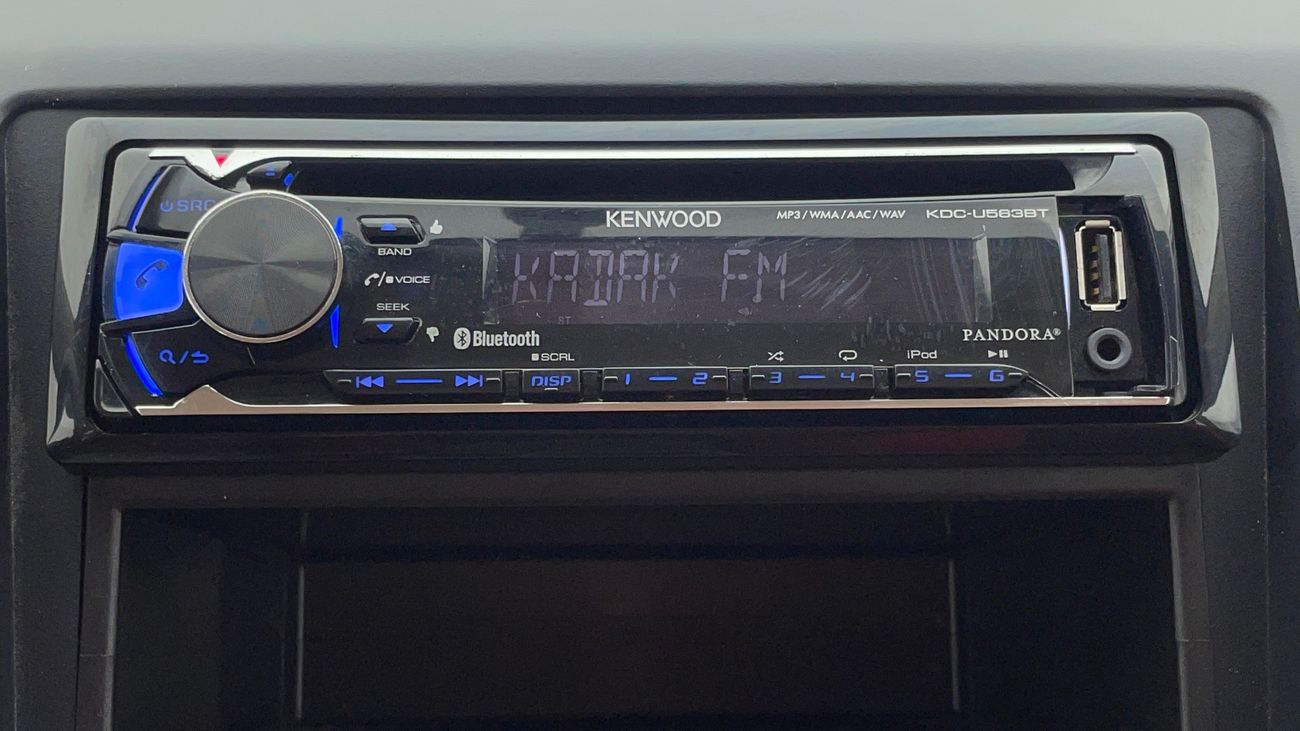 SRC
KENWOOD MP3/WMA/AAC/WAV KDC-U563BT
BAND
VOICE
KADAK FM
SEEK
ST
Bluetooth
PANDORA®
SCRL
iPod
DISP 1 2 3 4 5 6